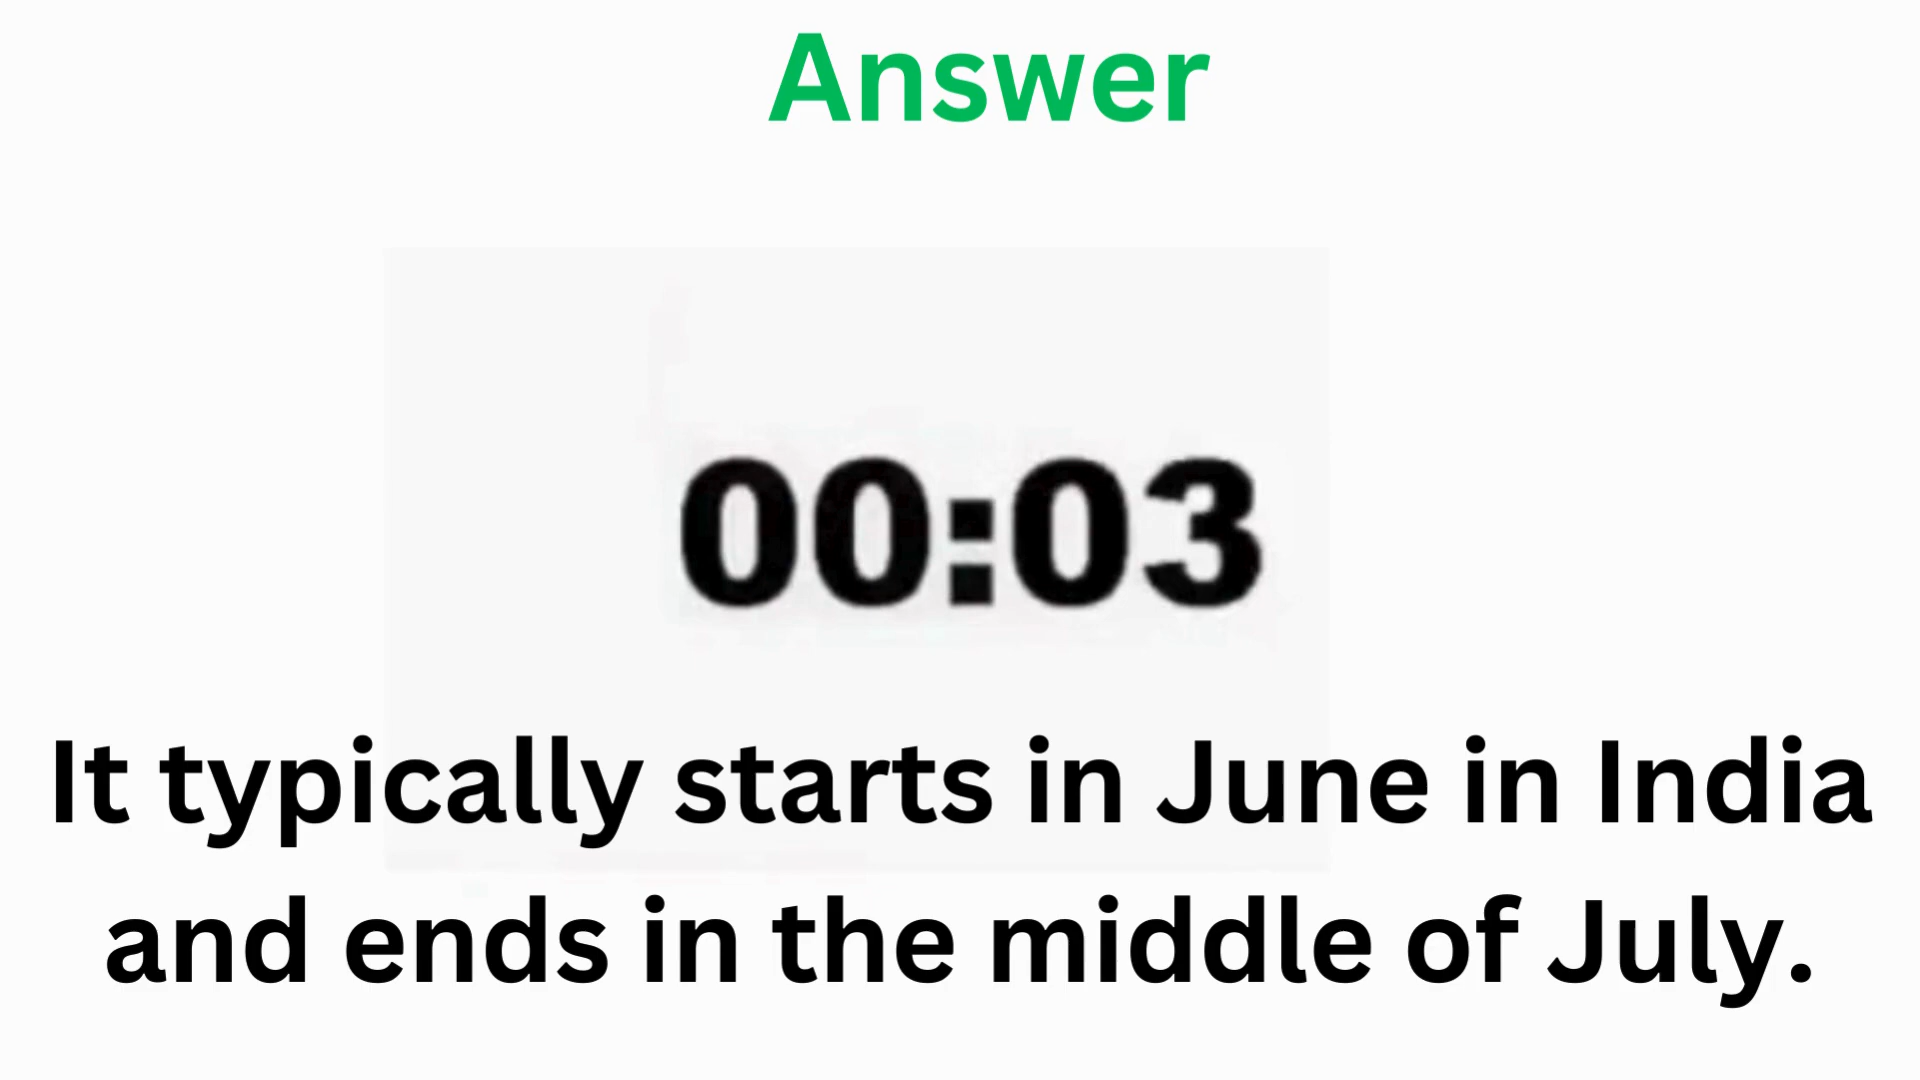 Answer
00:03
It typically starts in June in India
and ends in the middle of July.